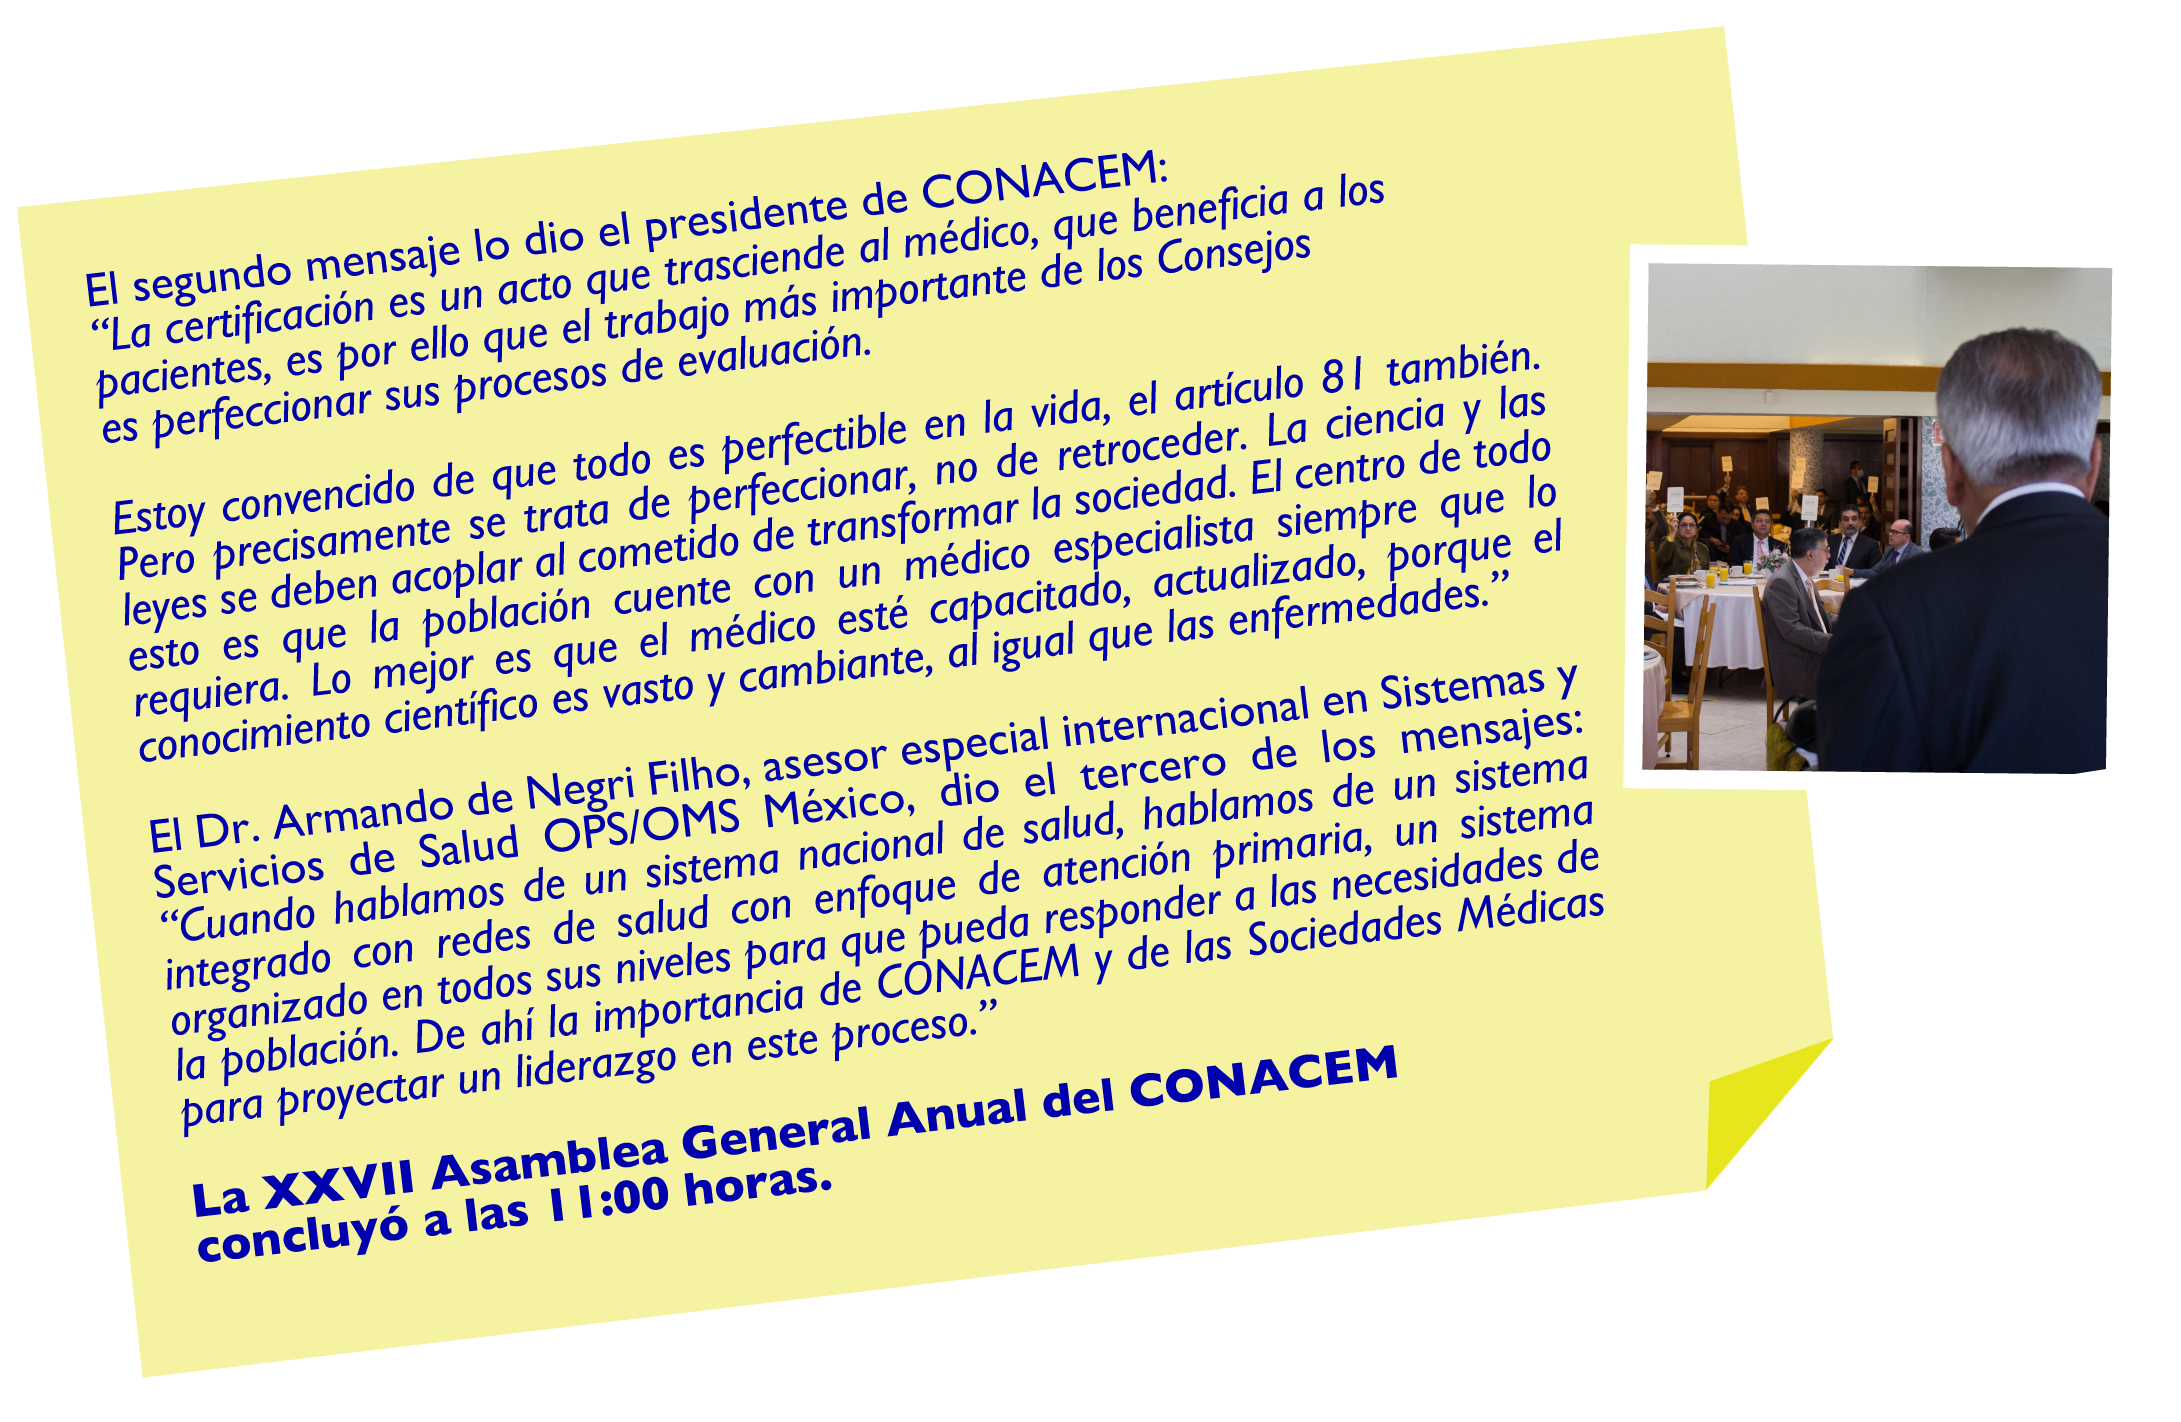 El segundo mensaje lo dio el presidente de CONACEM:
“La certificación es un acto que trasciende al médico, que beneficia a los
pacientes, es por ello que el trabajo más importante de los Consejos
es perfeccionar sus procesos de evaluación.
Estoy convencido de que todo es perfectible en la vida, el artículo 81 también.
Pero precisamente se trata de perfeccionar, no de retroceder. La ciencia y las
leyes se deben acoplar al cometido de transformar la sociedad. El centro de todo
esto es que la población cuente con un médico especialista siempre que lo
requiera. Lo mejor es que el médico esté capacitado, actualizado, porque el
conocimiento científico es vasto y cambiante, al igual que las enfermedades.”
El Dr. Armando de Negri Filho, asesor especial internacional en Sistemas y
Servicios de Salud OPS/OMS México, dio el tercero de los mensajes:
“Cuando hablamos de un sistema nacional de salud, hablamos de un sistema
integrado con redes de salud con enfoque de atención primaria, un sistema
organizado en todos sus niveles para que pueda responder a las necesidades de
la población. De ahí la importancia de CONACEM y de las Sociedades Médicas
para proyectar un liderazgo en este proceso.”
La XXVII Asamblea General Anual del CONACEM
concluyó a las 11:00 horas.